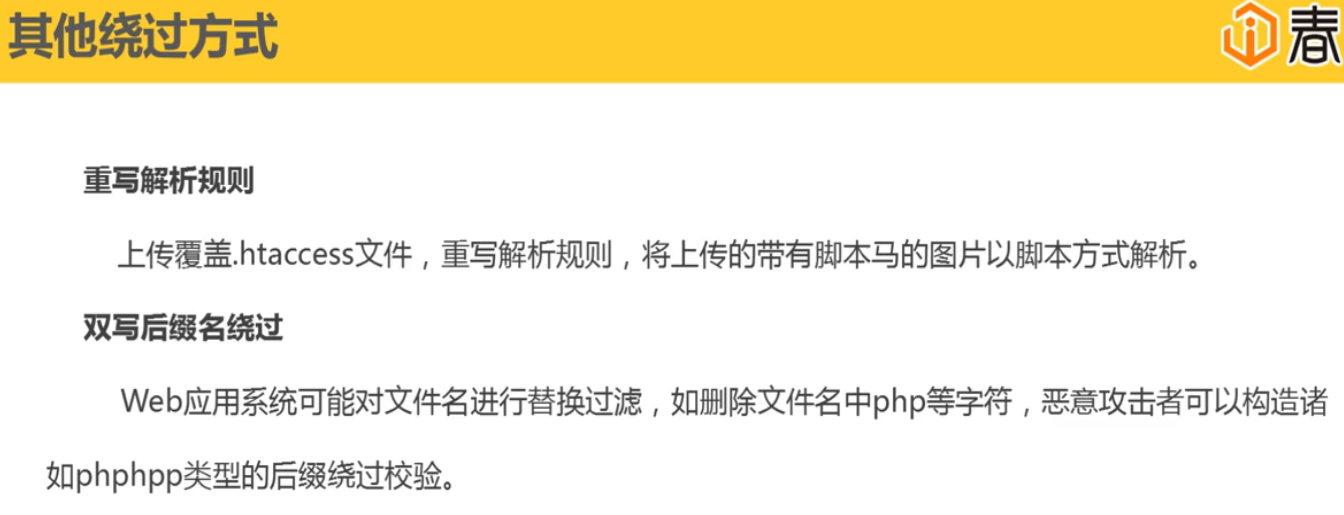 其他绕过方式
春
重写解析规则
上传覆盖.htaccess文件，重写解析规则，将上传的带有脚本马的图片以脚本方式解析。
双写后缀名绕过
Web应用系统可能对文件名进行替换过滤，如删除文件名中php等字符，恶意攻击者可以构造诸
如phphpp类型的后缀绕过校验。